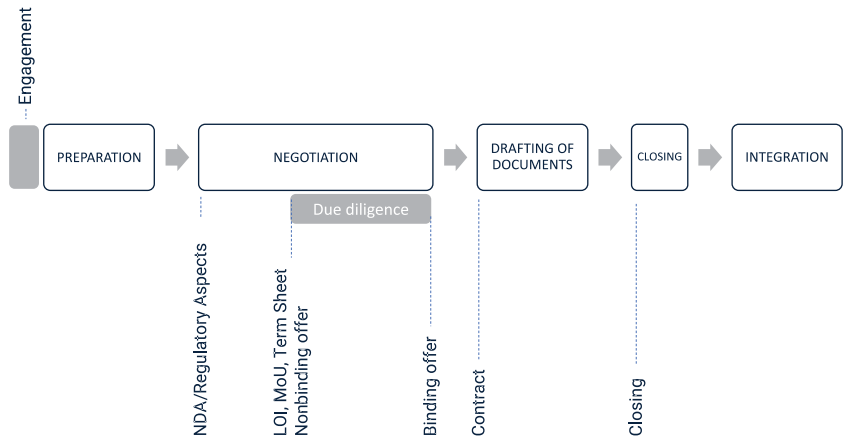 Engagement
PREPARATION
NEGOTIATION
DRAFTING OF
DOCUMENTS
CLOSING
INTEGRATION
Due diligence
NDA/Regulatory Aspects
LOI, MoU, Term Sheet
Nonbinding offer
Binding offer
Contract
Closing